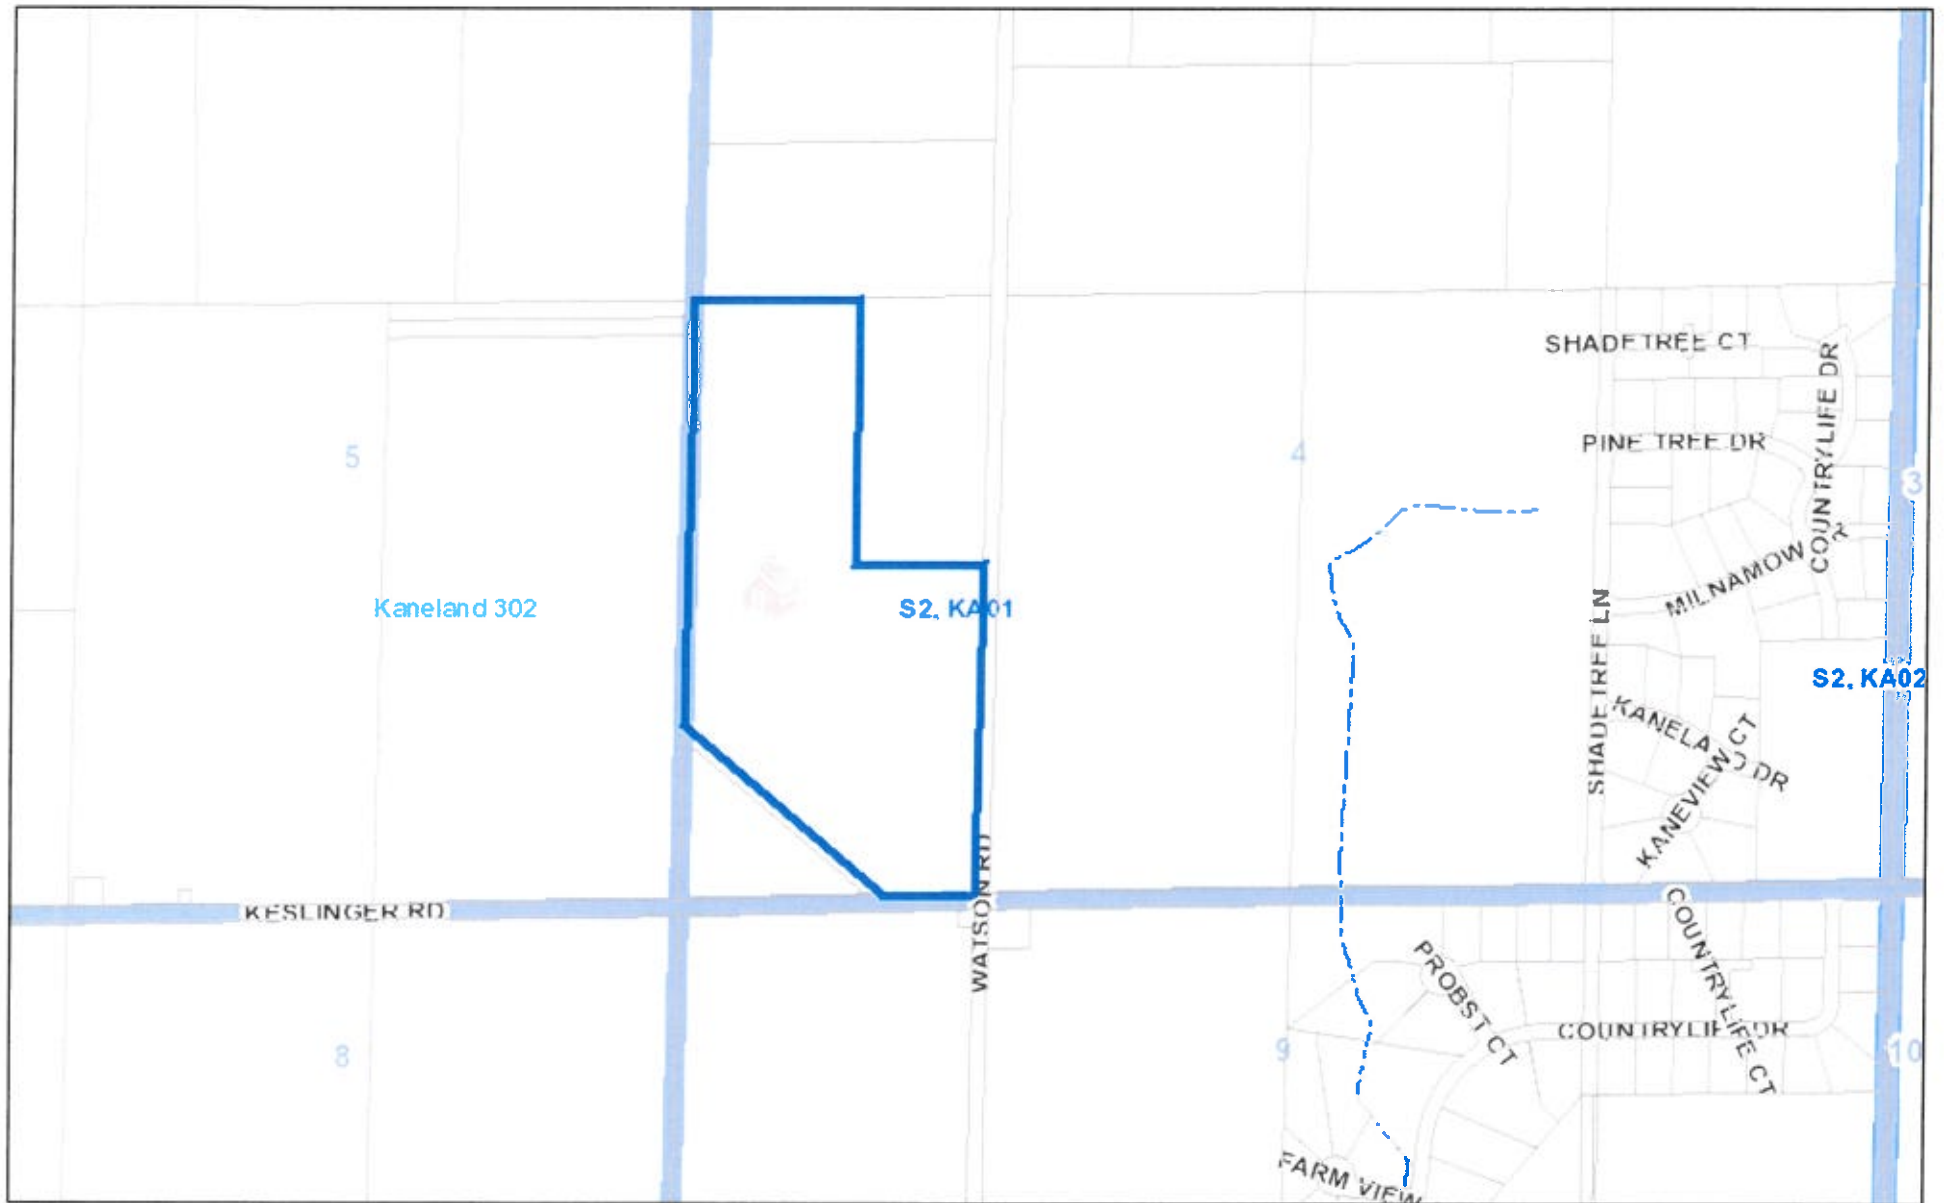 SHADETREE CT
COUNTRYLIFE DR
PINE TREE DR
5
4
3
MILNAMOW DR
Kaneland 302
S2, KA01
SHADETREE LN
S2, KA02
KANELAND DR
KANEVIEW CT
KESLINGER RD
WATSON RD
COUNTRYLIFE CT
PROBST CT
COUNTRYLIFE DR
8
9
10
FARM VIEW